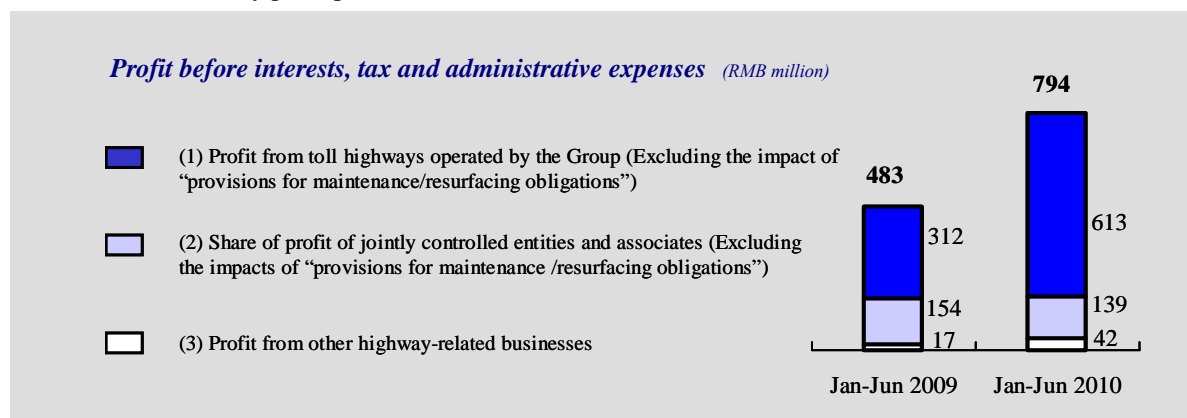 Profit before interests, tax and administrative expenses (RMB million)
794
(1) Profit from toll highways operated by the Group (Excluding the impact of
“provisions for maintenance/resurfacing obligations”)
483
312
613
(2) Share of profit of jointly controlled entities and associates (Excluding
the impacts of “provisions for maintenance /resurfacing obligations”)
154
139
(3) Profit from other highway-related businesses
17
42
Jan-Jun 2009
Jan-Jun 2010